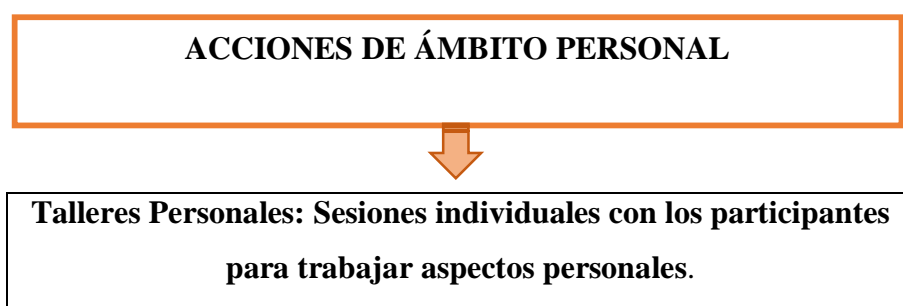 ACCIONES DE ÁMBITO PERSONAL
Talleres Personales: Sesiones individuales con los participantes
para trabajar aspectos personales.